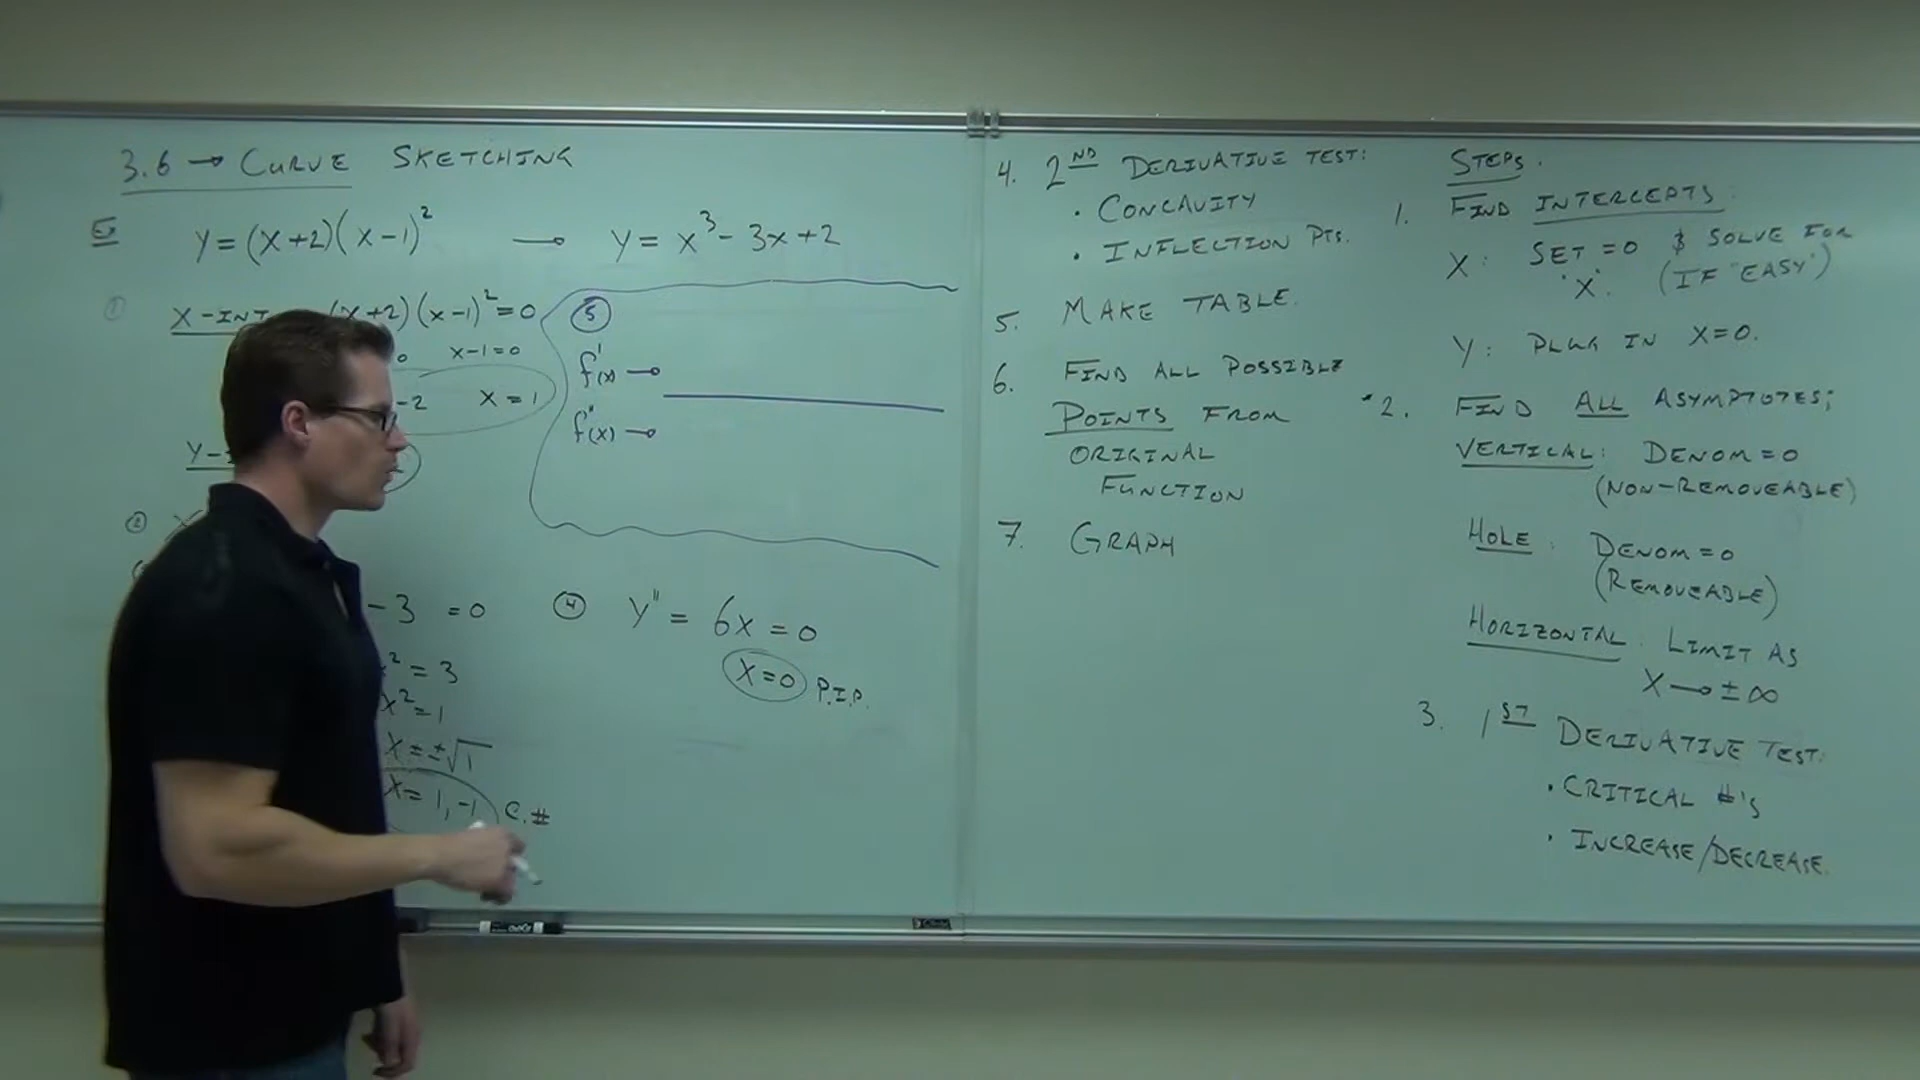 3.6 → CURVE SKETCHING
Ex Y = (X+2)(X-1)² → Y = X³ - 3X + 2
① X-INT (X+2)(X-1)² = 0
0 X-1=0
-2 X = 1
Y-
②
-3 = 0
² = 3
X² = 1
X = ±√1
X = 1, -1 C.#
⑤
f'(x) →
f"(x) →
④ Y" = 6X = 0
X=0 P.I.P.
4. 2ND DERIVATIVE TEST:
• CONCAVITY
• INFLECTION PTS.
5. MAKE TABLE.
6. FIND ALL POSSIBLE
POINTS FROM
ORIGINAL
FUNCTION
7. GRAPH
STEPS.
1. FIND INTERCEPTS:
X: SET =0 $ SOLVE FOR
"X". (IF "EASY")
Y: PLUG IN X=0.
*2. FIND ALL ASYMPTOTES;
VERTICAL: DENOM = 0
(NON-REMOVEABLE)
HOLE: DENOM = 0
(REMOVEABLE)
HORIZONTAL. LIMIT AS
X → ±∞
3. 1ST DERIVATIVE TEST:
• CRITICAL #'S
• INCREASE/DECREASE.